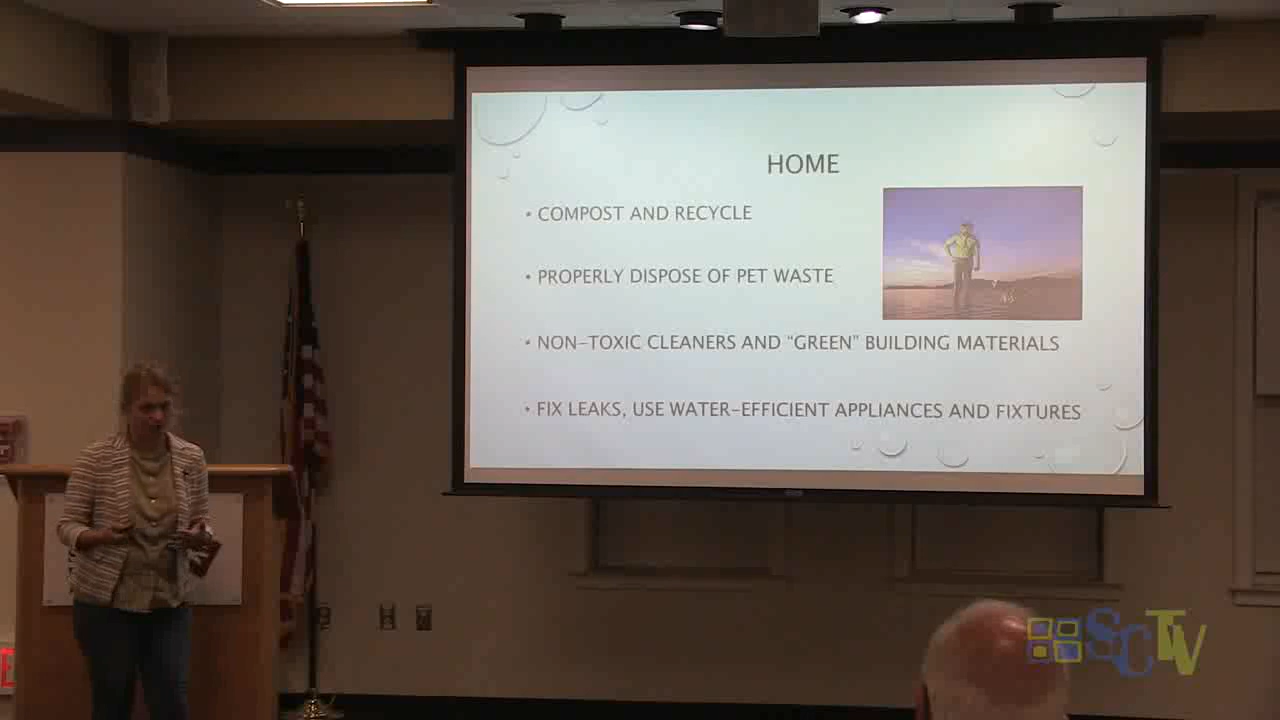 HOME
• COMPOST AND RECYCLE
• PROPERLY DISPOSE OF PET WASTE
• NON-TOXIC CLEANERS AND “GREEN” BUILDING MATERIALS
• FIX LEAKS, USE WATER-EFFICIENT APPLIANCES AND FIXTURES
SCTV